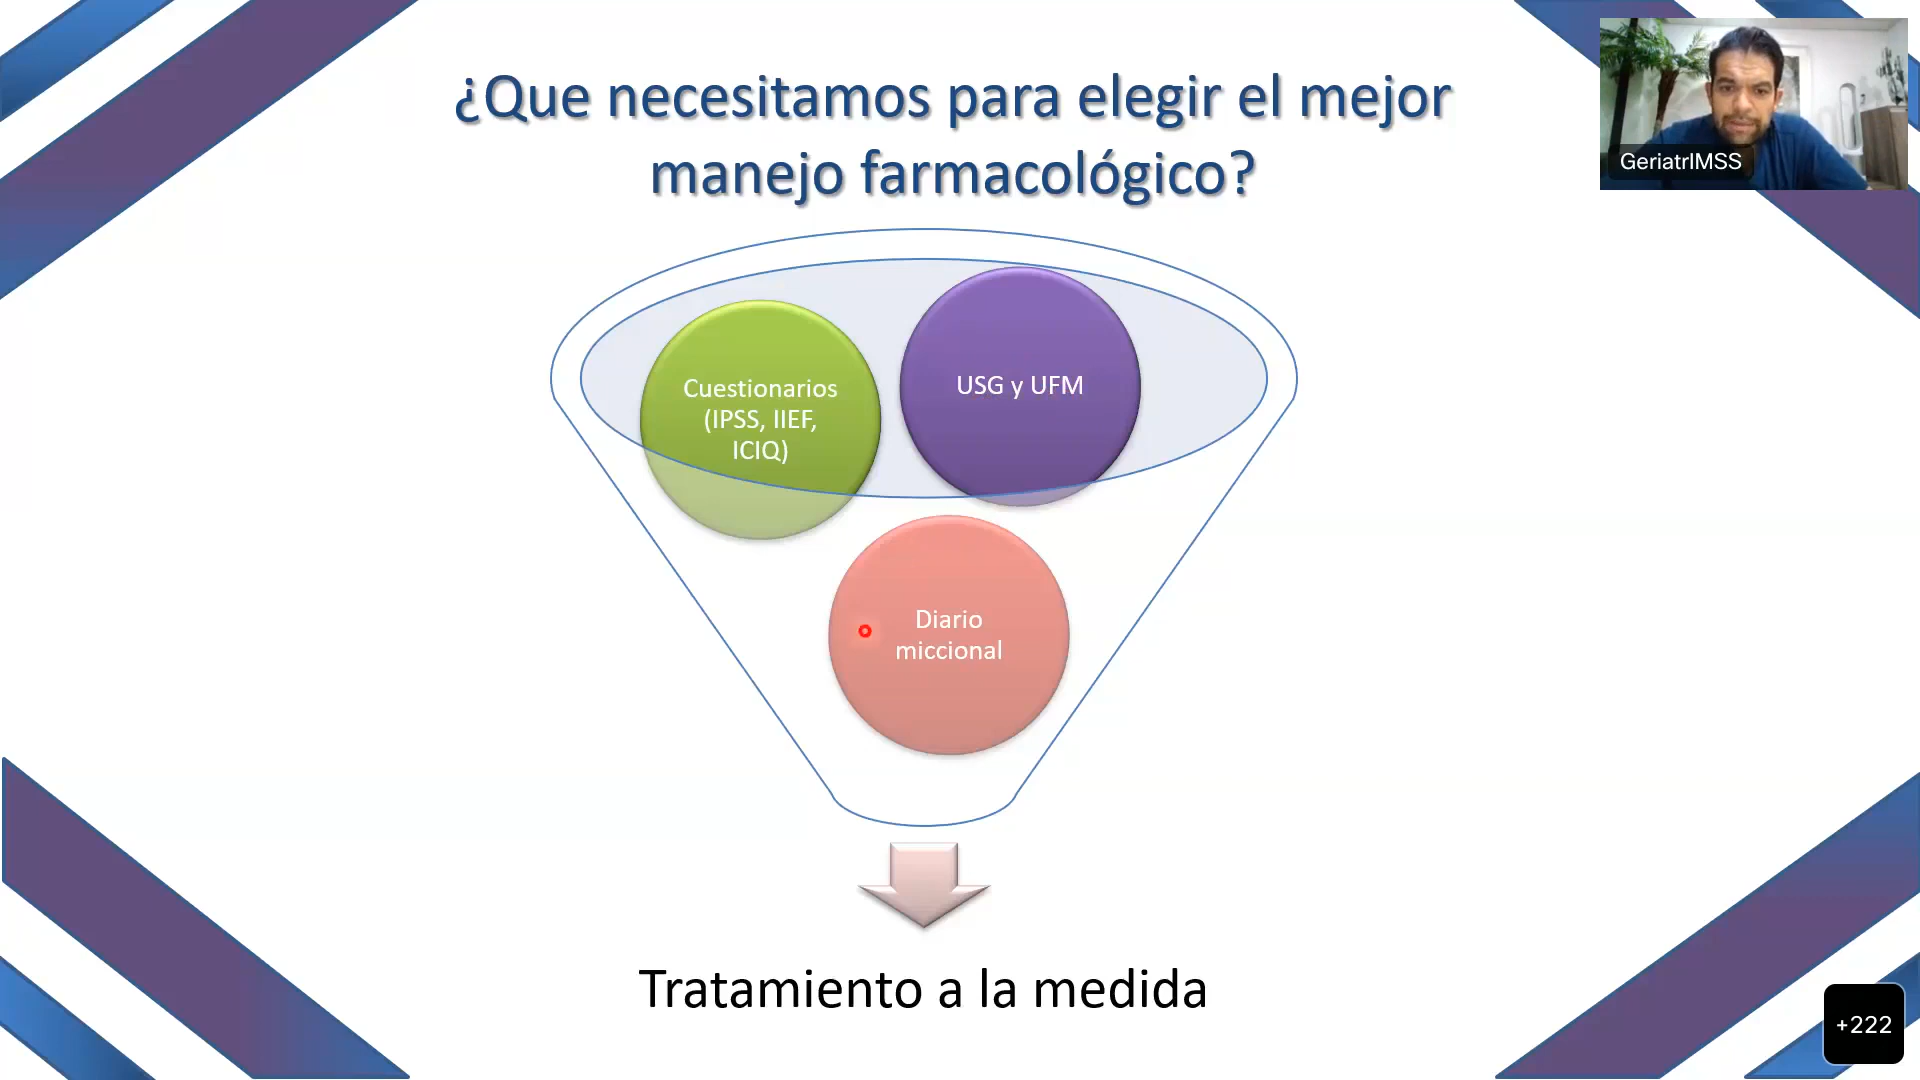 ¿Que necesitamos para elegir el mejor
manejo farmacológico?
GeriatrIMSS
Cuestionarios
(IPSS, IIEF,
ICIQ)
USG y UFM
Diario
miccional
Tratamiento a la medida
+222